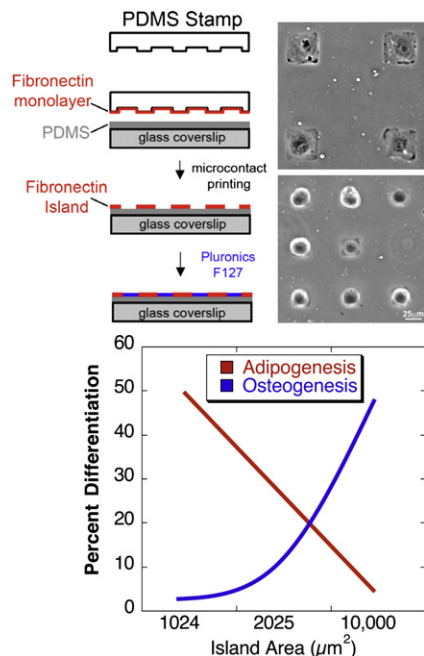 PDMS Stamp
Fibronectin
monolayer
PDMS
glass coverslip
microcontact
printing
Fibronectin
Island
glass coverslip
Pluronics
F127
glass coverslip
25μm
60
50
40
30
20
10
0
Percent Differentiation
Adipogenesis
Osteogenesis
1024
2025
10,000
Island Area (μm²)